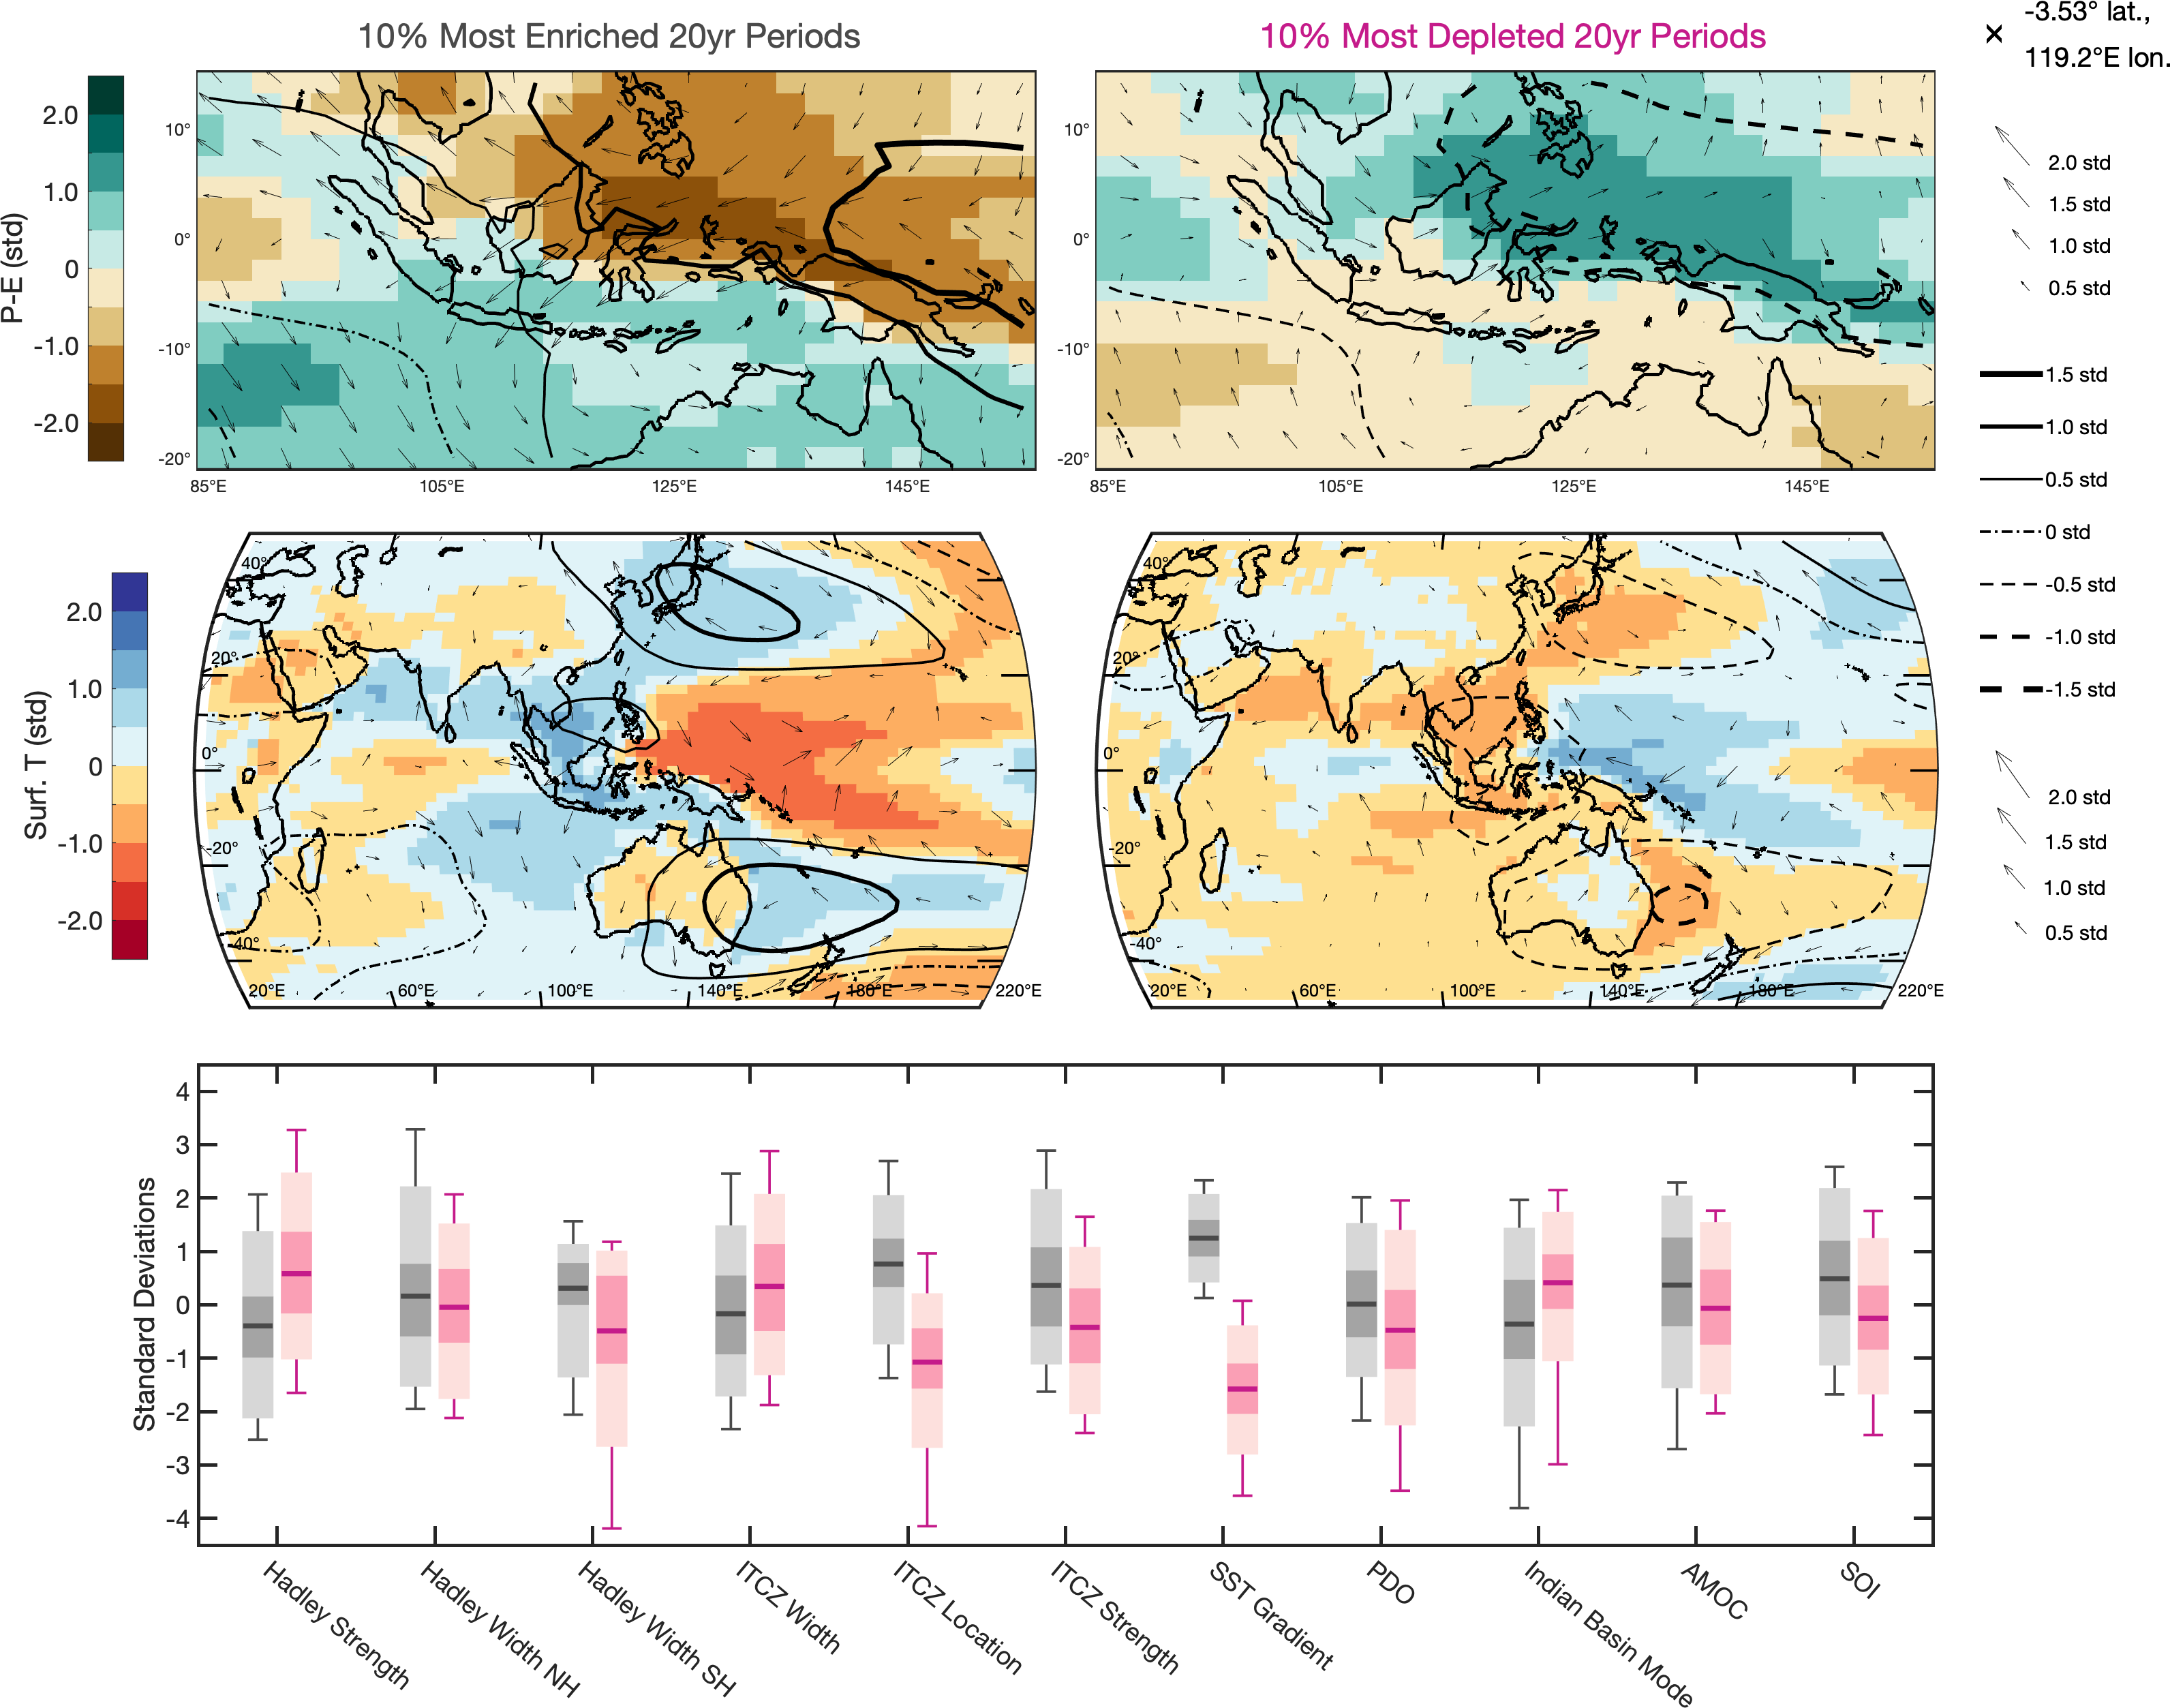 10% Most Enriched 20yr Periods
10% Most Depleted 20yr Periods
× -3.53° lat.,
119.2°E lon.
P-E (std)
2.0
1.0
0
-1.0
-2.0
10°
0°
-10°
-20°
85°E 105°E 125°E 145°E
10°
0°
-10°
-20°
85°E 105°E 125°E 145°E
2.0 std
1.5 std
1.0 std
0.5 std
1.5 std
1.0 std
0.5 std
0 std
-0.5 std
-1.0 std
-1.5 std
Surf. T (std)
2.0
1.0
0
-1.0
-2.0
40°
20°
0°
-20°
-40°
20°E 60°E 100°E 140°E 180°E 220°E
40°
20°
0°
-20°
-40°
20°E 60°E 100°E 140°E 180°E 220°E
2.0 std
1.5 std
1.0 std
0.5 std
Standard Deviations
4
3
2
1
0
-1
-2
-3
-4
Hadley Strength
Hadley Width NH
Hadley Width SH
ITCZ Width
ITCZ Location
ITCZ Strength
SST Gradient
PDO
Indian Basin Mode
AMOC
SOI